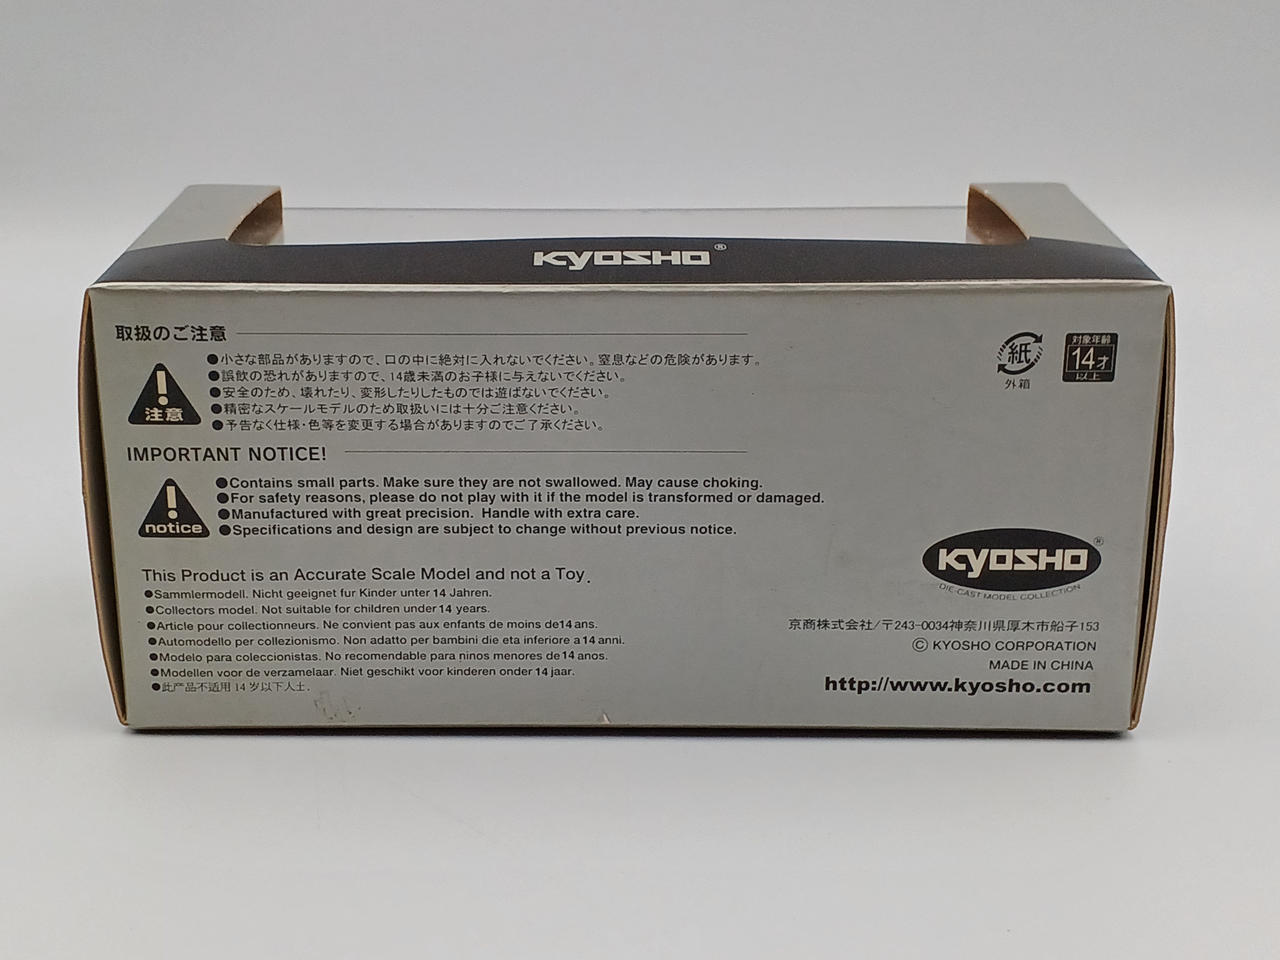 KYOSHO®
取扱のご注意
注意
●小さな部品がありますので、口の中に絶対に入れないでください。窒息などの危険があります。
●誤飲の恐れがありますので、14歳未満のお子様に与えないでください。
●安全のため、壊れたり、変形したりしたものでは遊ばないでください。
●精密なスケールモデルのため取扱いには十分ご注意ください。
●予告なく仕様・色等を変更する場合がありますのでご了承ください。
紙
外箱
対象年齢
14才
以上
IMPORTANT NOTICE!
notice
●Contains small parts. Make sure they are not swallowed. May cause choking.
●For safety reasons, please do not play with it if the model is transformed or damaged.
●Manufactured with great precision. Handle with extra care.
●Specifications and design are subject to change without previous notice.
This Product is an Accurate Scale Model and not a Toy.
●Sammlermodell. Nicht geeignet fur Kinder unter 14 Jahren.
●Collectors model. Not suitable for children under 14 years.
●Article pour collectionneurs. Ne convient pas aux enfants de moins de 14 ans.
●Automodello per collezionismo. Non adatto per bambini die eta inferiore a 14 anni.
●Modelo para coleccionistas. No recomendable para ninos menores de 14 anos.
●Modellen voor de verzamelaar. Niet geschikt voor kinderen onder 14 jaar.
●此产品不适用 14 岁以下人士.
KYOSHO®
DIE-CAST MODEL COLLECTION
京商株式会社/〒243-0034神奈川県厚木市船子153
© KYOSHO CORPORATION
MADE IN CHINA
http://www.kyosho.com